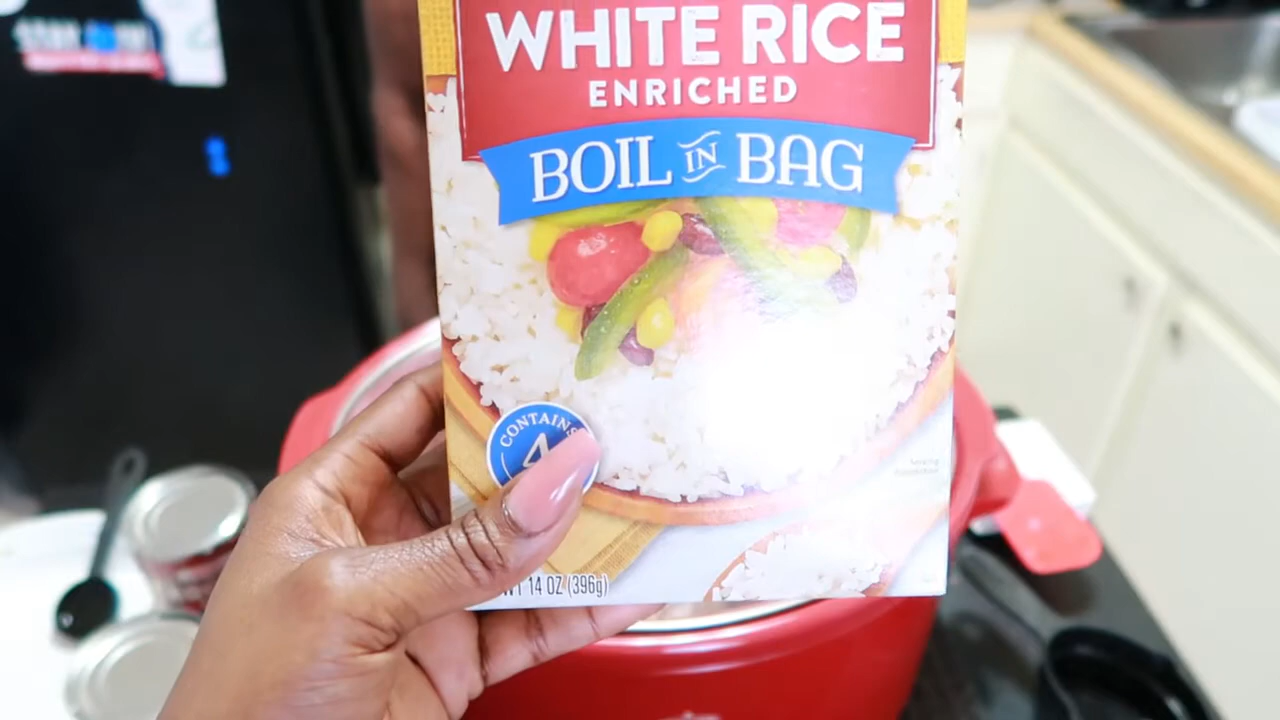 WHITE RICE
ENRICHED
BOIL IN BAG
CONTAINS
4
14 OZ (396g)